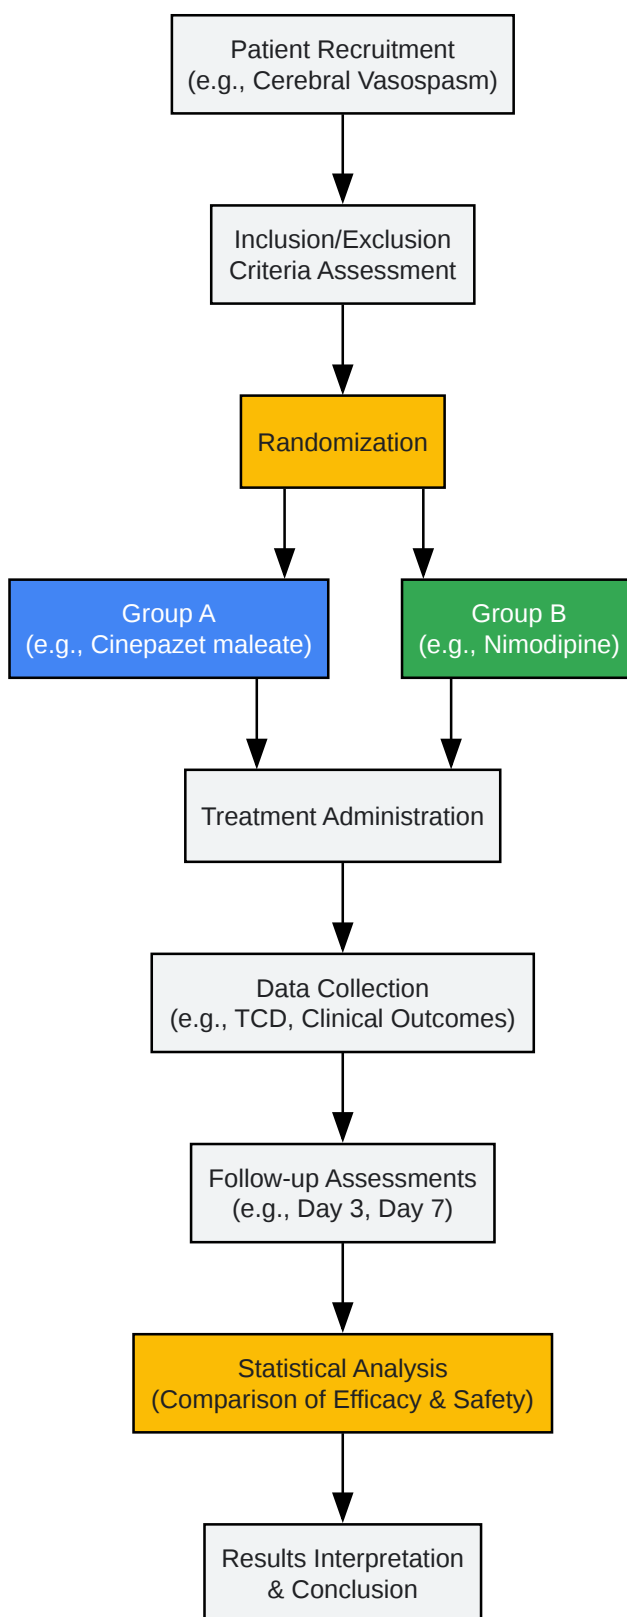 Patient Recruitment
(e.g., Cerebral Vasospasm)
Inclusion/Exclusion
Criteria Assessment
Randomization
Group A
(e.g., Cinepazet maleate)
Group B
(e.g., Nimodipine)
Treatment Administration
Data Collection
(e.g., TCD, Clinical Outcomes)
Follow-up Assessments
(e.g., Day 3, Day 7)
Statistical Analysis
(Comparison of Efficacy & Safety)
Results Interpretation
& Conclusion